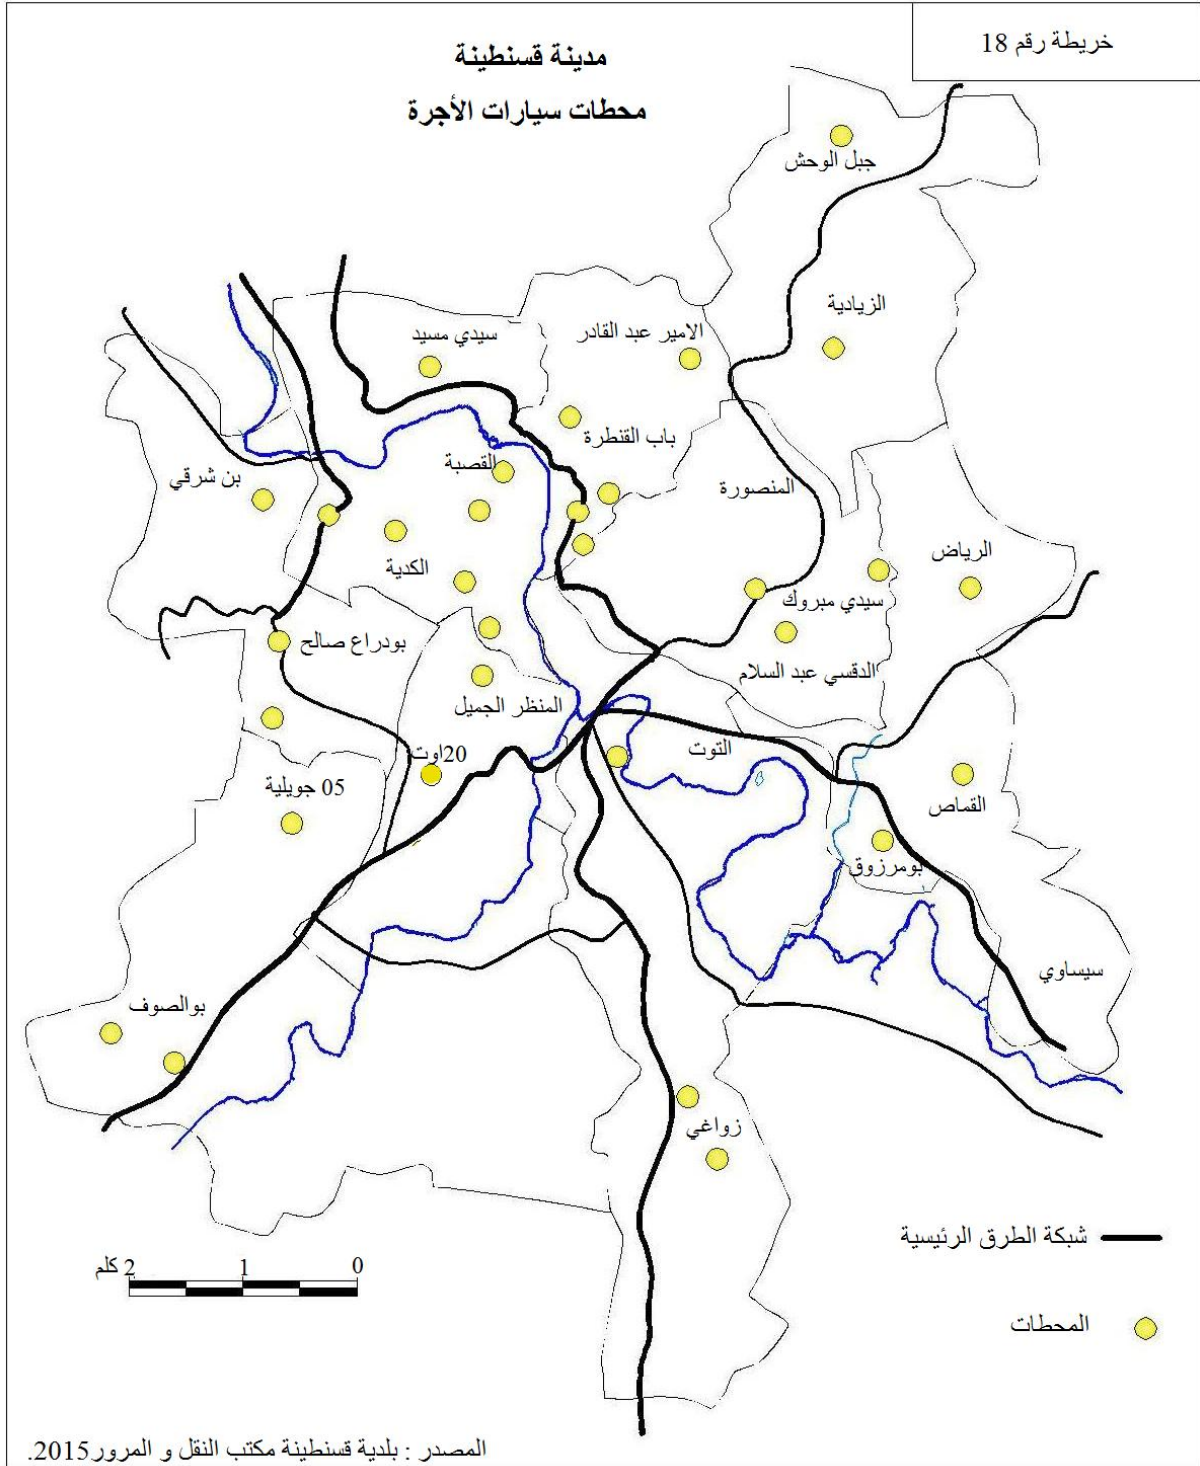 خريطة رقم 18
مدينة قسنطينة
محطات سيارات الأجرة
جبل الوحش
الزيادية
الامير عبد القادر
سيدي مسيد
باب القنطرة
القصبة
بن شرقي
المنصورة
الرياض
الكدية
سيدي مبروك
بودراع صالح
الدقسي عبد السلام
المنظر الجميل
التوت
20اوت
05 جويلية
القماص
بومرزوق
سيساوي
بوالصوف
زواغي
شبكة الطرق الرئيسية
0 1 2 كلم
المحطات
المصدر : بلدية قسنطينة مكتب النقل و المرور2015.